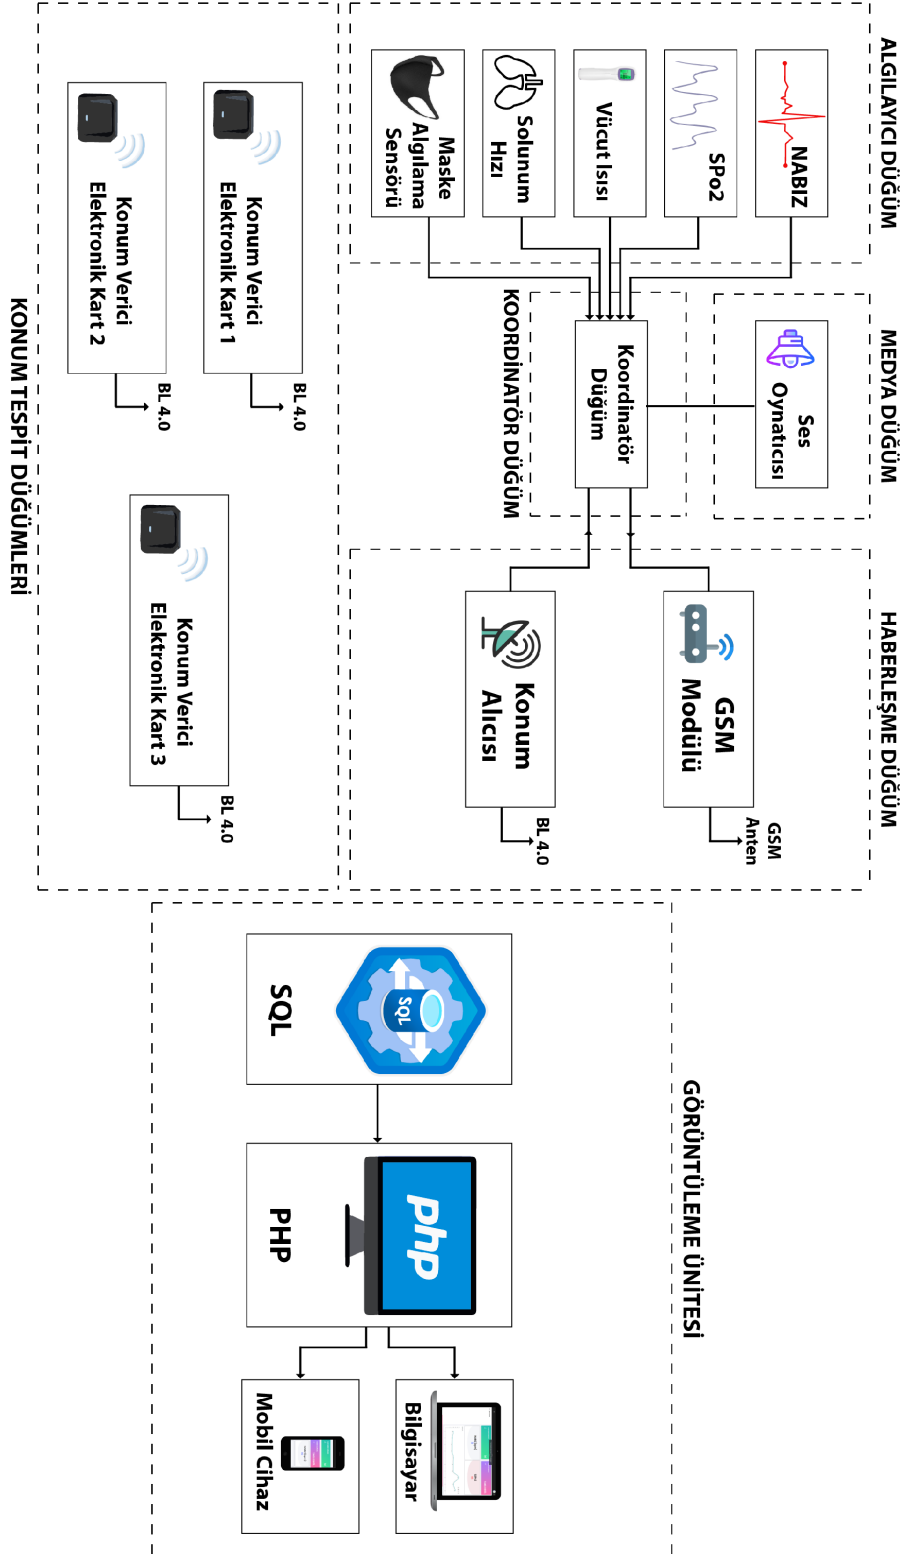 ALGILAYICI DÜĞÜM
NABIZ
SPo2
Vücut Isısı
Solunum
Hızı
Maske
Algılama
Sensörü
MEDYA DÜĞÜM
Ses
Oynatıcısı
KOORDİNATÖR DÜĞÜM
Koordinatör
Düğüm
HABERLEŞME DÜĞÜM
GSM
Modülü
GSM
Anten
Konum
Alıcısı
BL 4.0
KONUM TESPİT DÜĞÜMLERİ
Konum Verici
Elektronik Kart 1
BL 4.0
Konum Verici
Elektronik Kart 2
BL 4.0
Konum Verici
Elektronik Kart 3
BL 4.0
GÖRÜNTÜLEME ÜNİTESİ
SQL
SQL
php
PHP
Bilgisayar
Mobil Cihaz